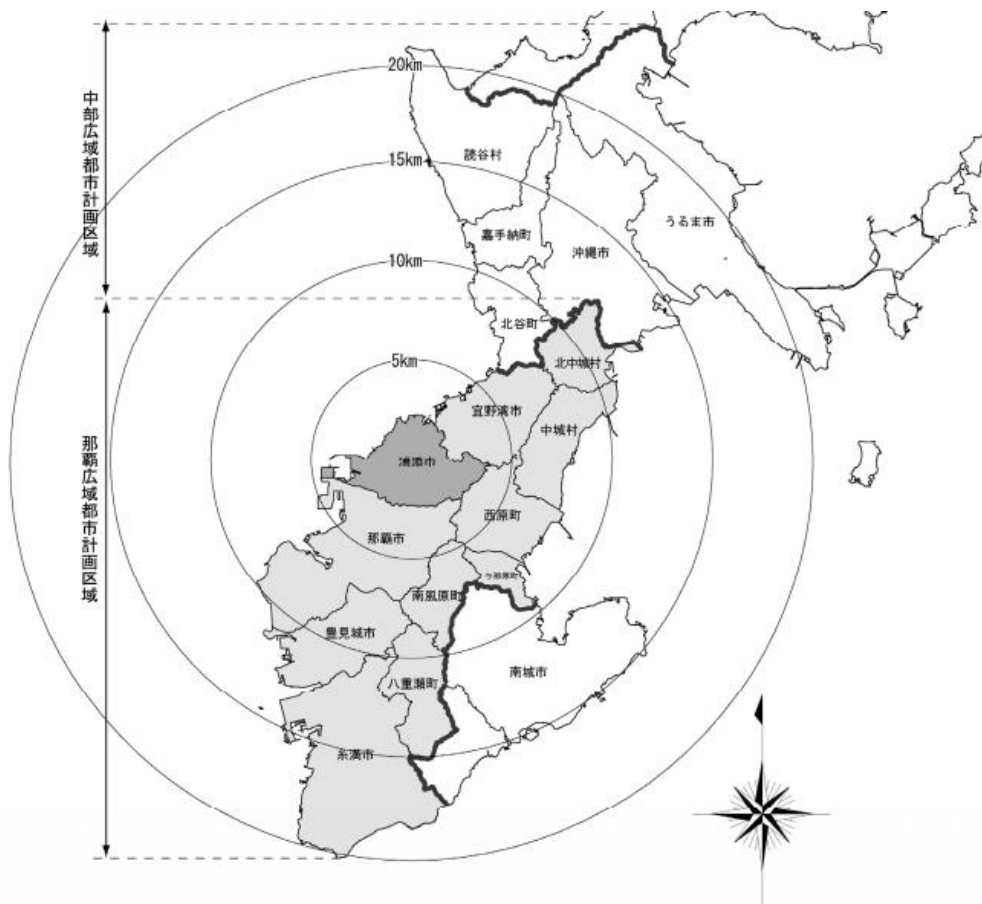 20km
中部広域都市計画区域
読谷村
15km
うるま市
嘉手納町
沖縄市
10km
北谷町
5km
北中城村
宜野湾市
中城村
浦添市
那覇広域都市計画区域
西原町
那覇市
与那原町
南風原町
豊見城市
南城市
八重瀬町
糸満市